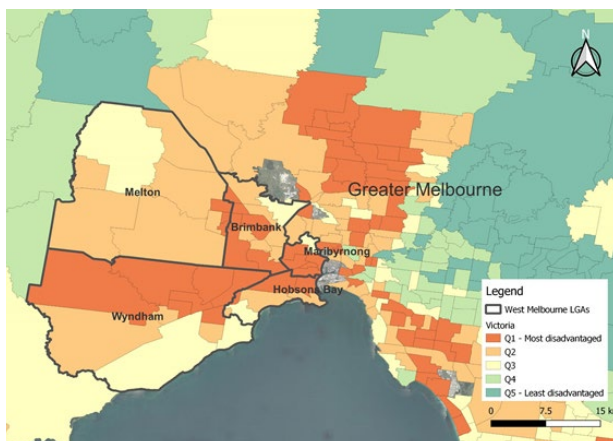 N
Greater Melbourne
Melton
Brimbank
Maribyrnong
Hobsons Bay
Wyndham
Legend
West Melbourne LGAs
Victoria
Q1 - Most disadvantaged
Q2
Q3
Q4
Q5 - Least disadvantaged
0 7.5 15 k